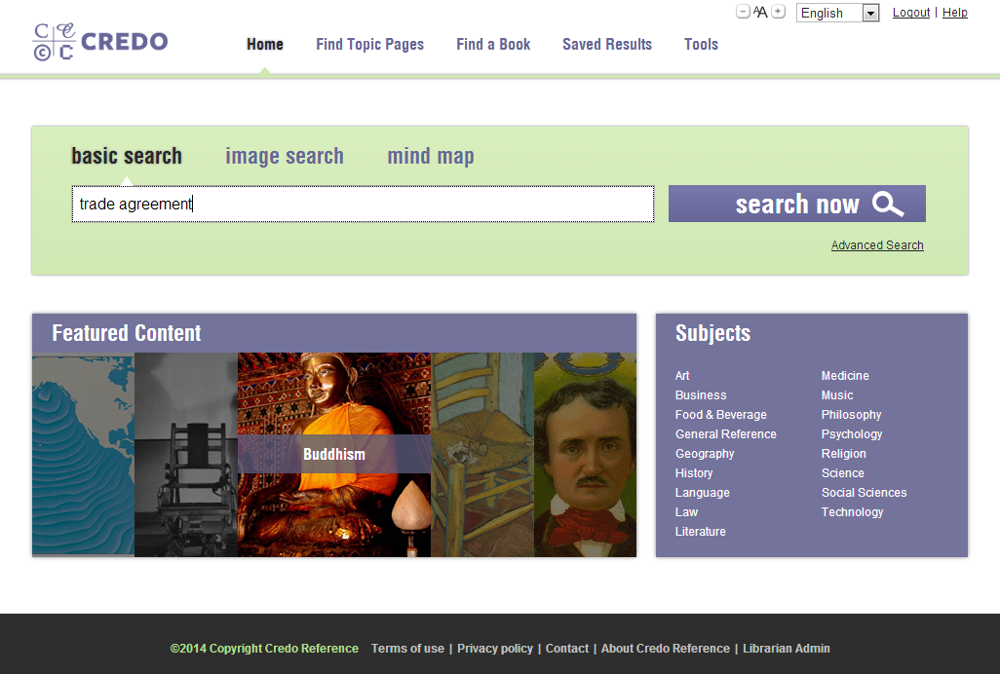 − AA + English Logout | Help
C C © C CREDO
Home Find Topic Pages Find a Book Saved Results Tools
basic search image search mind map
trade agreement search now
Advanced Search
Featured Content
Buddhism
Subjects
Art
Business
Food & Beverage
General Reference
Geography
History
Language
Law
Literature
Medicine
Music
Philosophy
Psychology
Religion
Science
Social Sciences
Technology
©2014 Copyright Credo Reference Terms of use | Privacy policy | Contact | About Credo Reference | Librarian Admin